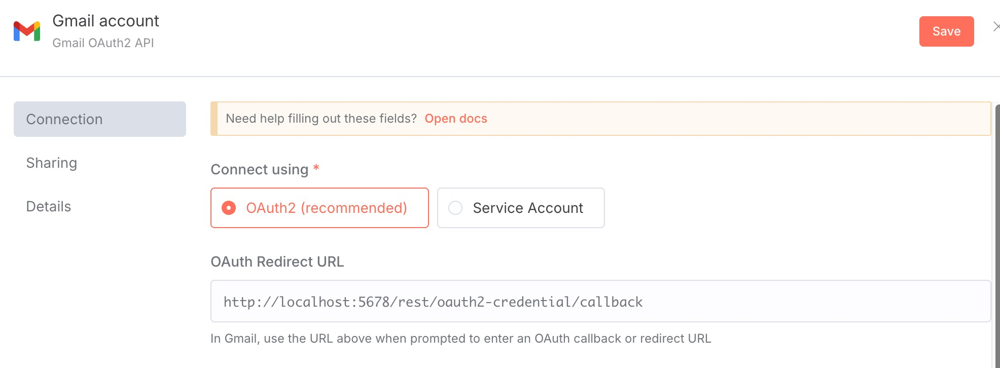 Gmail account
Gmail OAuth2 API
Save
Connection
Sharing
Details
Need help filling out these fields? Open docs
Connect using *
OAuth2 (recommended)
Service Account
OAuth Redirect URL
http://localhost:5678/rest/oauth2-credential/callback
In Gmail, use the URL above when prompted to enter an OAuth callback or redirect URL